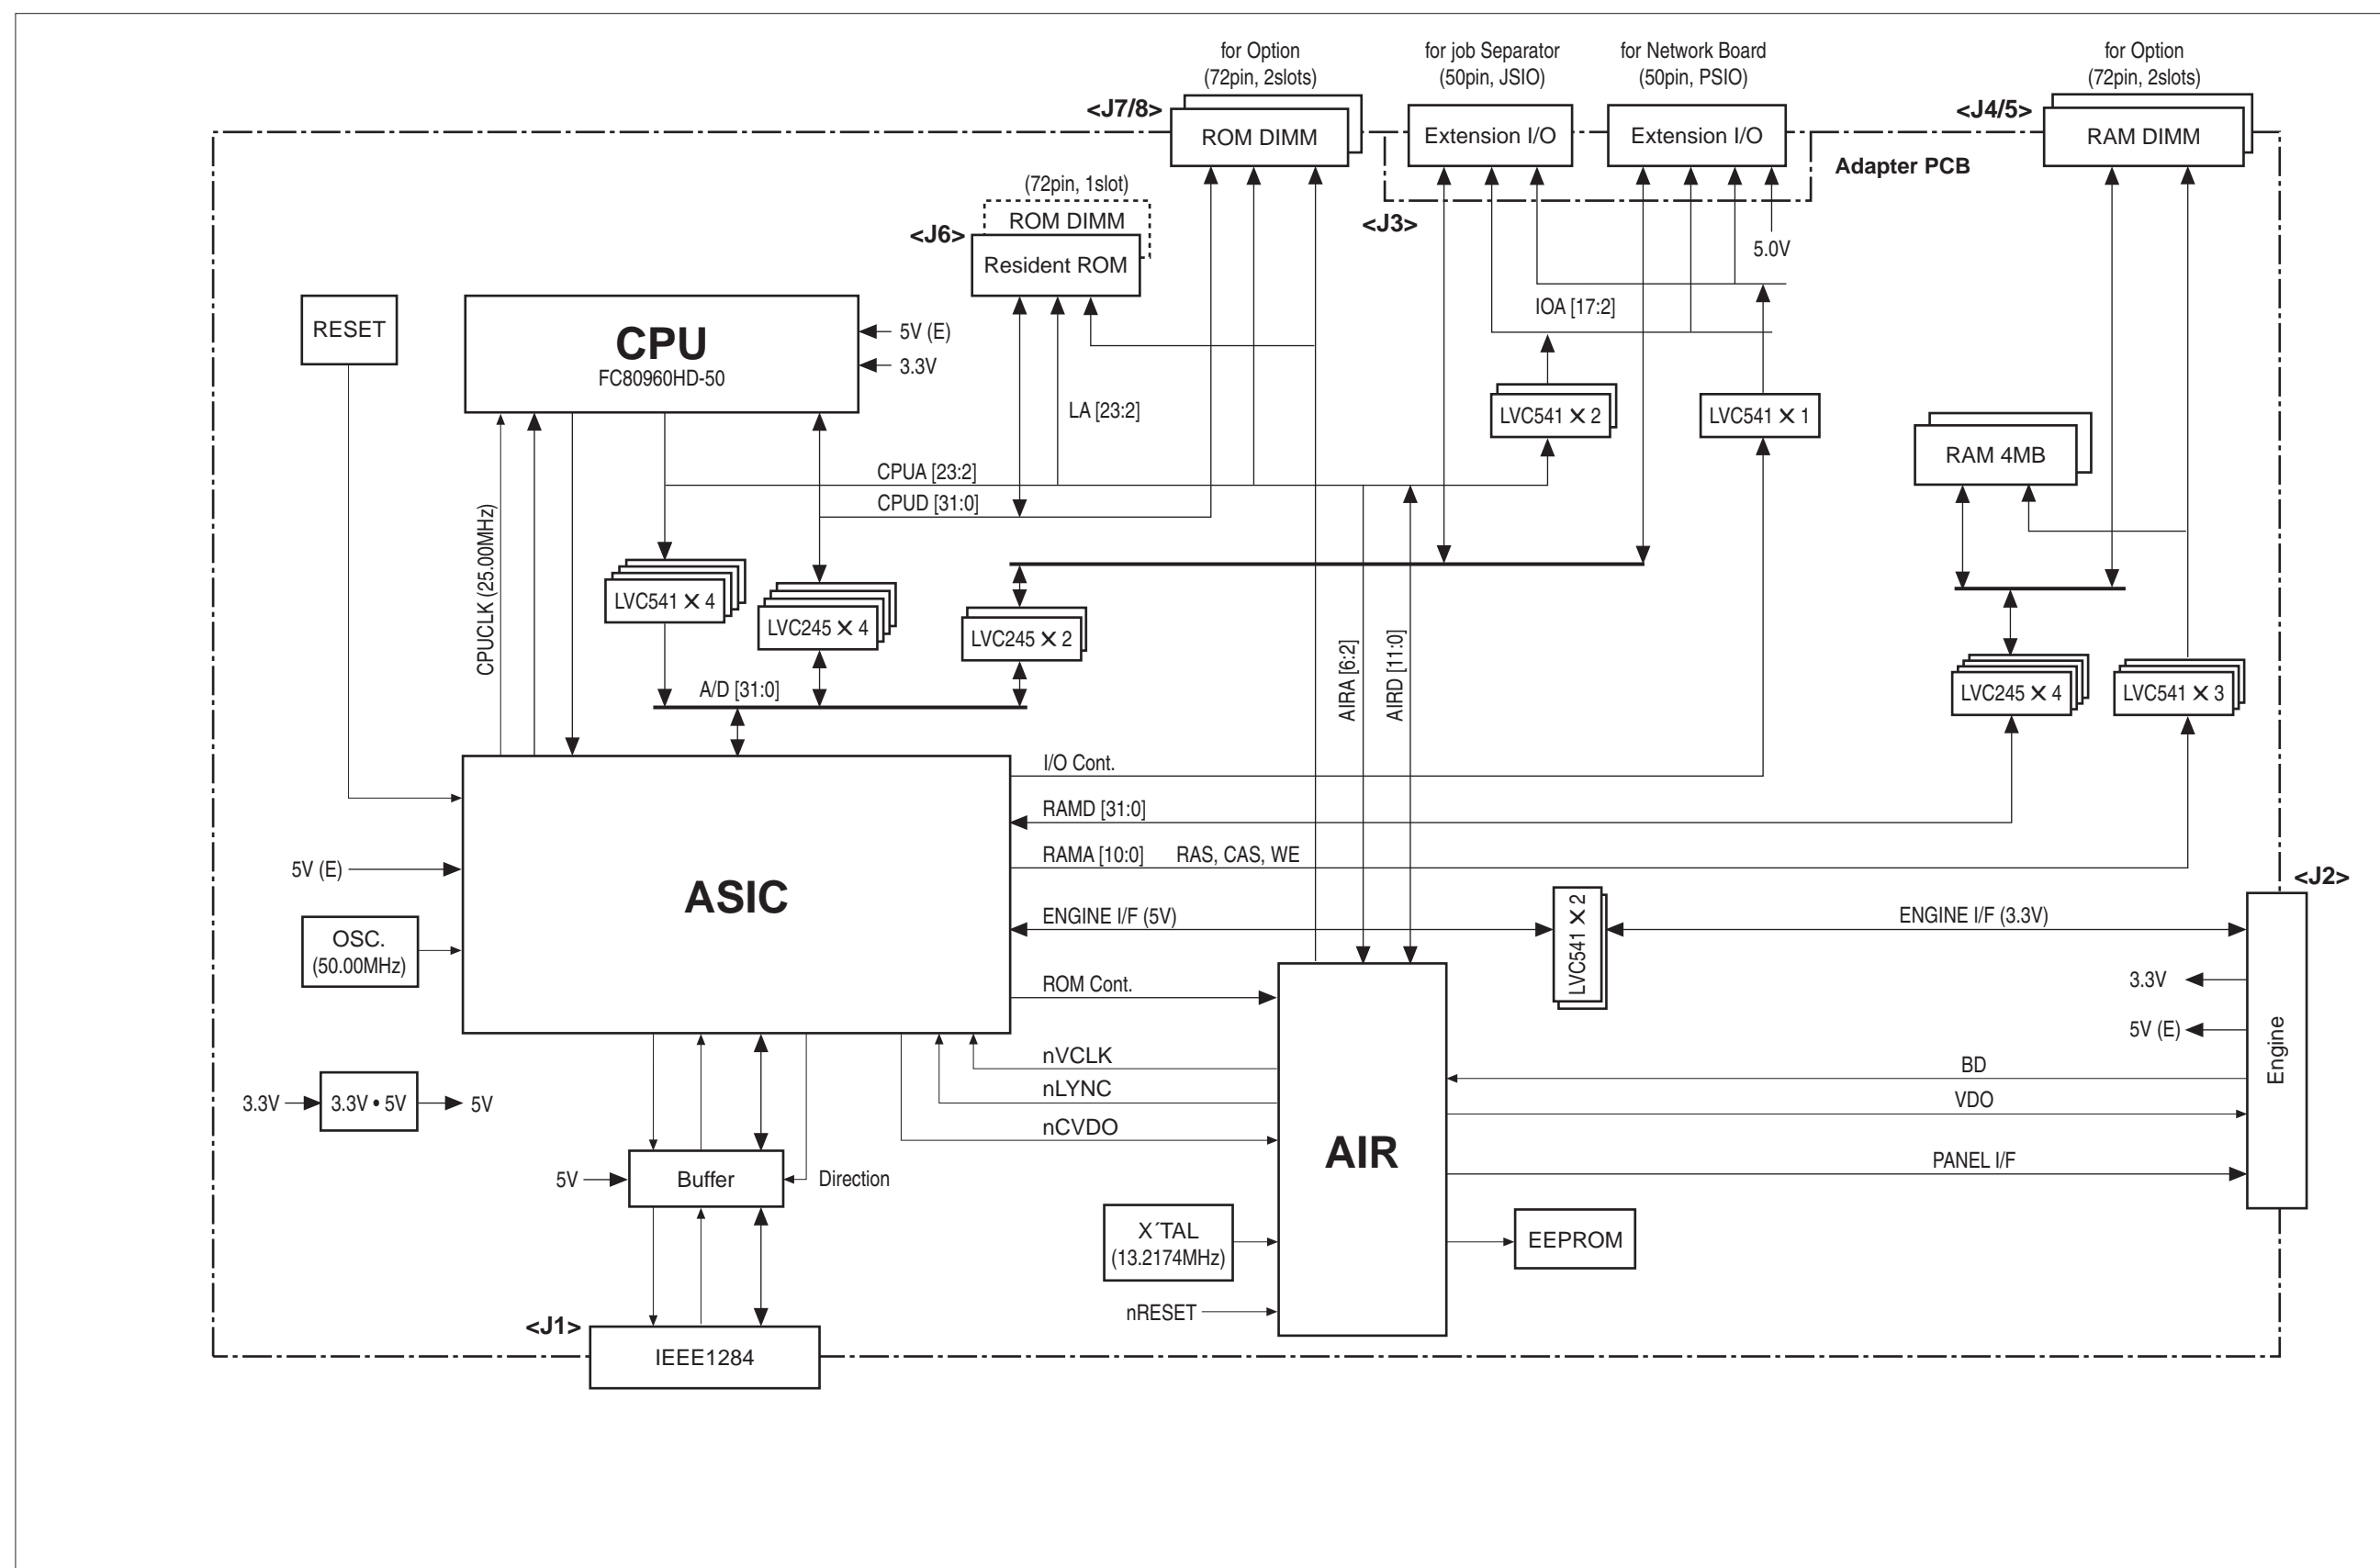 for Option
(72pin, 2slots)
for job Separator
(50pin, JSIO)
for Network Board
(50pin, PSIO)
for Option
(72pin, 2slots)
<J7/8>
ROM DIMM
Extension I/O
Extension I/O
<J4/5>
RAM DIMM
Adapter PCB
(72pin, 1slot)
ROM DIMM
<J6>
Resident ROM
<J3>
5.0V
RESET
CPU
FC80960HD-50
5V (E)
3.3V
IOA [17:2]
LA [23:2]
LVC541 ✕ 2
LVC541 ✕ 1
RAM 4MB
CPUA [23:2]
CPUD [31:0]
CPUCLK (25.00MHz)
LVC541 ✕ 4
LVC245 ✕ 4
LVC245 ✕ 2
AIRA [6:2]
AIRD [11:0]
LVC245 ✕ 4
LVC541 ✕ 3
A/D [31:0]
I/O Cont.
RAMD [31:0]
RAMA [10:0] RAS, CAS, WE
5V (E)
ASIC
<J2>
ENGINE I/F (5V)
LVC541 ✕ 2
ENGINE I/F (3.3V)
OSC.
(50.00MHz)
ROM Cont.
3.3V
5V (E)
Engine
nVCLK
nLYNC
nCVDO
BD
VDO
3.3V
3.3V • 5V
5V
AIR
PANEL I/F
5V
Buffer
Direction
X´TAL
(13.2174MHz)
EEPROM
nRESET
<J1>
IEEE1284